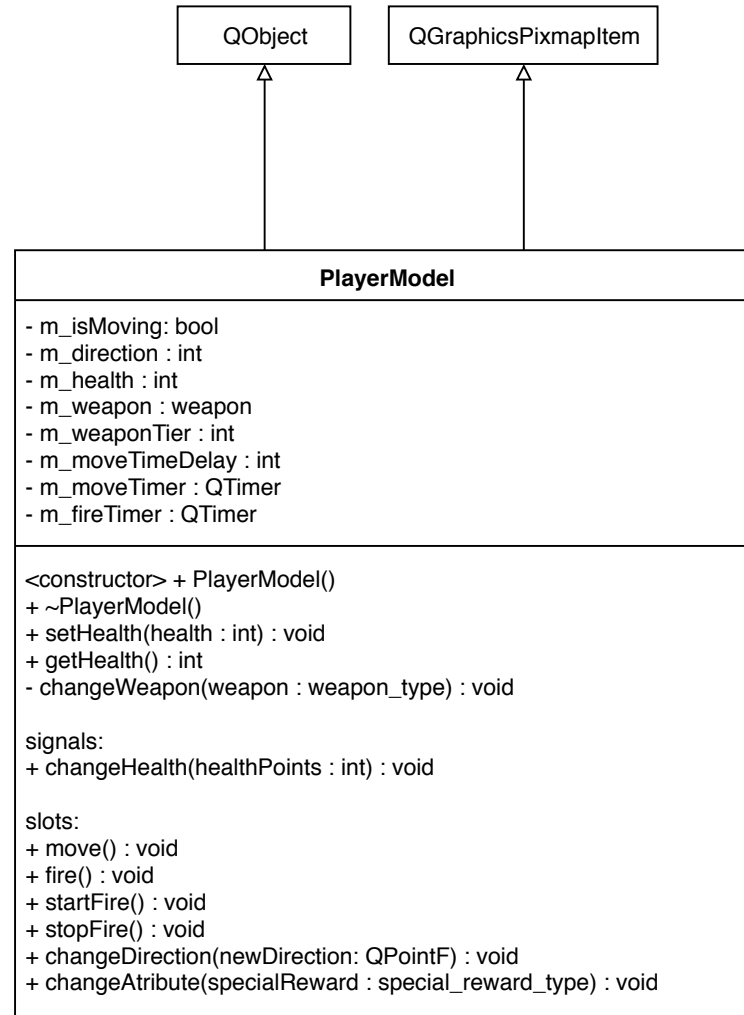 QObject
QGraphicsPixmapItem
PlayerModel
- m_isMoving: bool
- m_direction : int
- m_health : int
- m_weapon : weapon
- m_weaponTier : int
- m_moveTimeDelay : int
- m_moveTimer : QTimer
- m_fireTimer : QTimer
<constructor> + PlayerModel()
+ ~PlayerModel()
+ setHealth(health : int) : void
+ getHealth() : int
- changeWeapon(weapon : weapon_type) : void
signals:
+ changeHealth(healthPoints : int) : void
slots:
+ move() : void
+ fire() : void
+ startFire() : void
+ stopFire() : void
+ changeDirection(newDirection: QPointF) : void
+ changeAtribute(specialReward : special_reward_type) : void